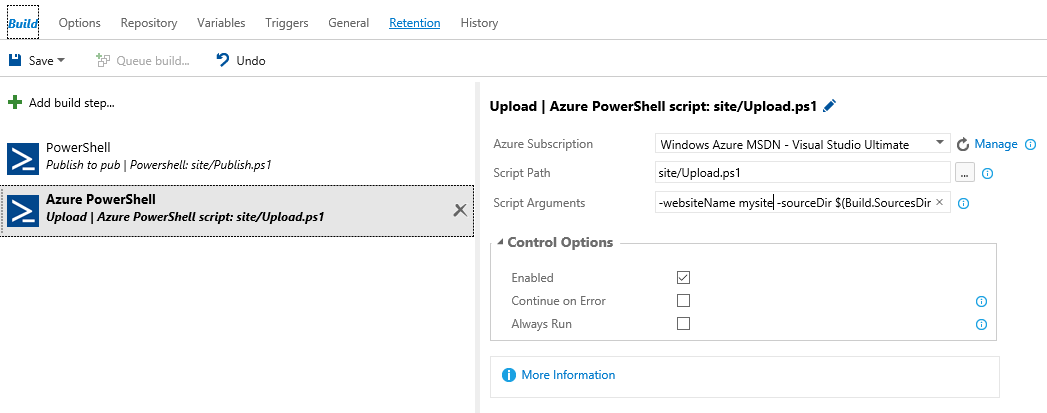 Build Options Repository Variables Triggers General Retention History
Save Queue build... Undo
Add build step...
PowerShell
Publish to pub | Powershell: site/Publish.ps1
Azure PowerShell
Upload | Azure PowerShell script: site/Upload.ps1
Upload | Azure PowerShell script: site/Upload.ps1
Azure Subscription Windows Azure MSDN - Visual Studio Ultimate Manage
Script Path site/Upload.ps1 ...
Script Arguments -websiteName mysite -sourceDir $(Build.SourcesDir
Control Options
Enabled
Continue on Error
Always Run
More Information